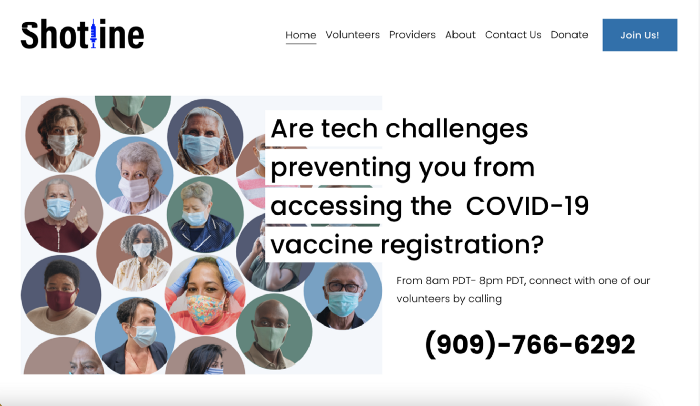 Shotline
Home Volunteers Providers About Contact Us Donate Join Us!
Are tech challenges
preventing you from
accessing the COVID-19
vaccine registration?
From 8am PDT- 8pm PDT, connect with one of our
volunteers by calling
(909)-766-6292